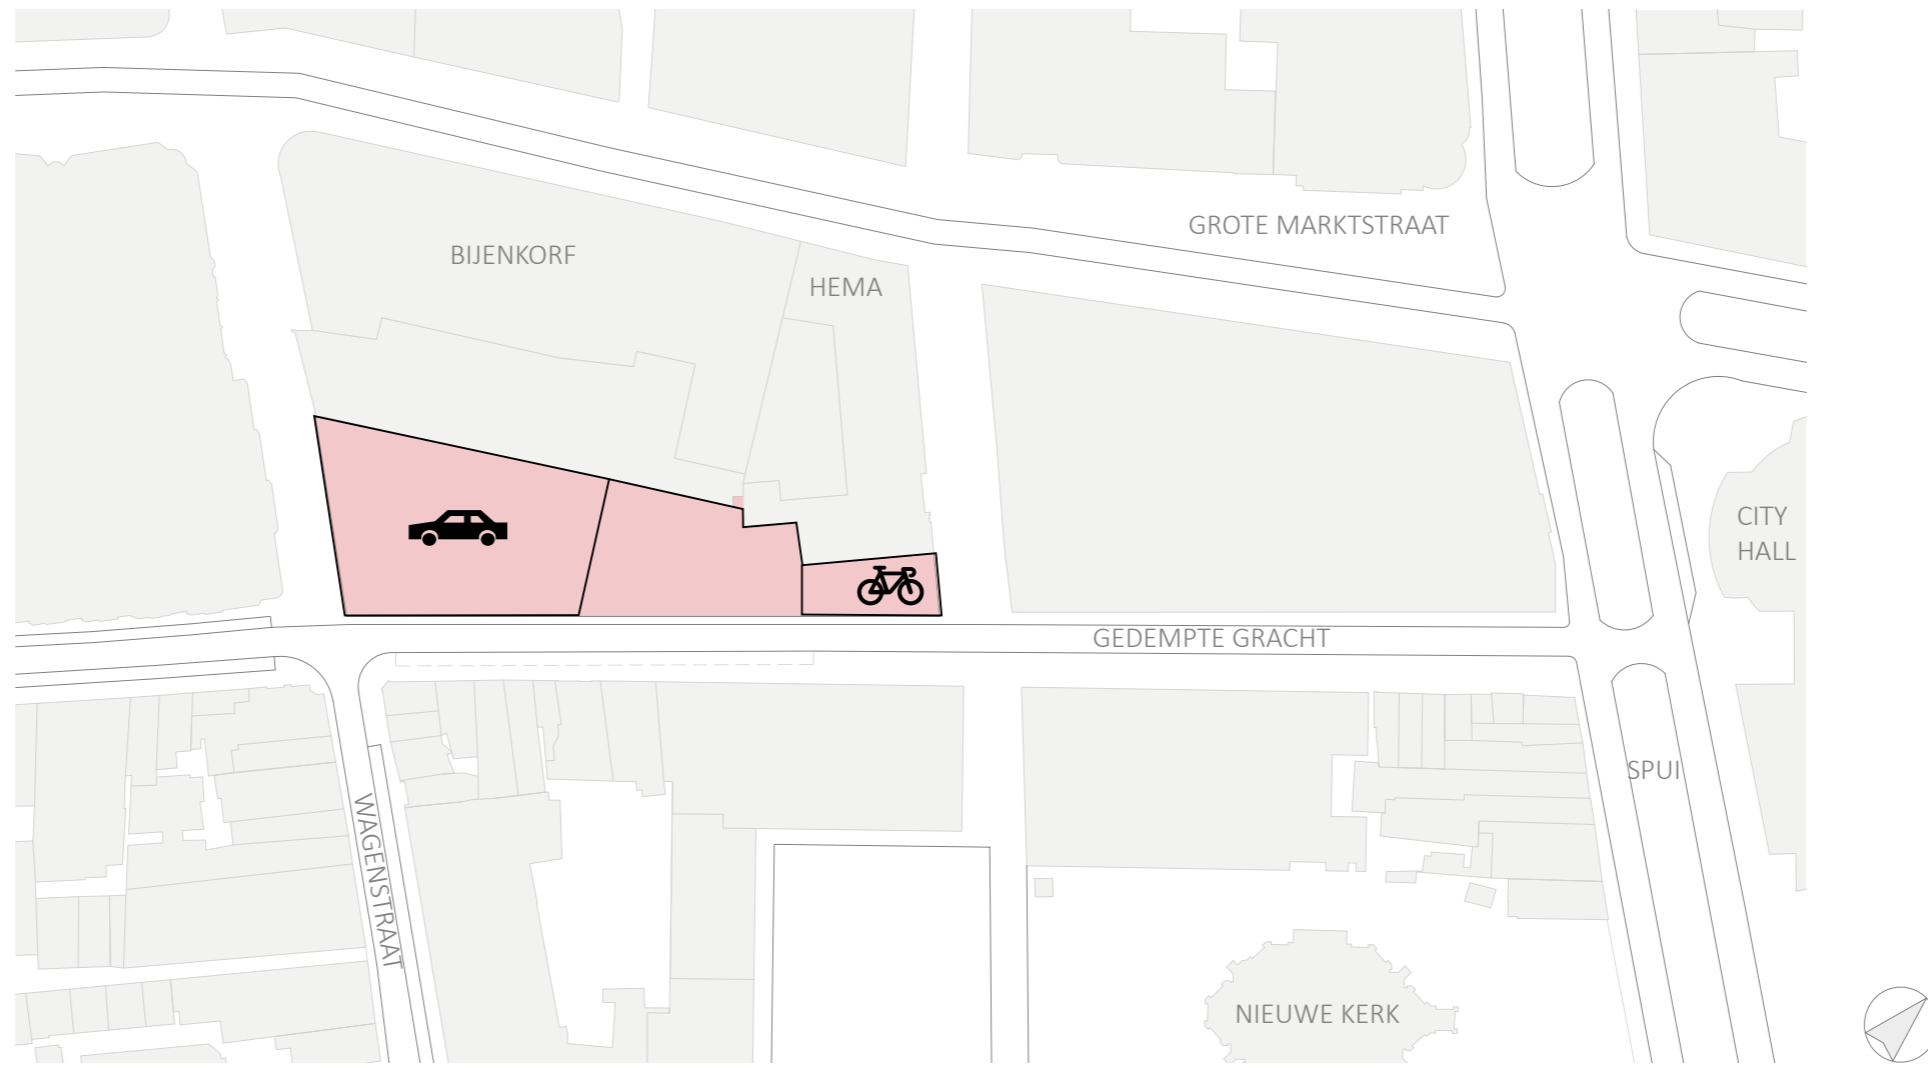 GROTE MARKTSTRAAT
BIJENKORF
HEMA
CITY
HALL
GEDEMPTE GRACHT
SPUI
WAGENSTRAAT
NIEUWE KERK